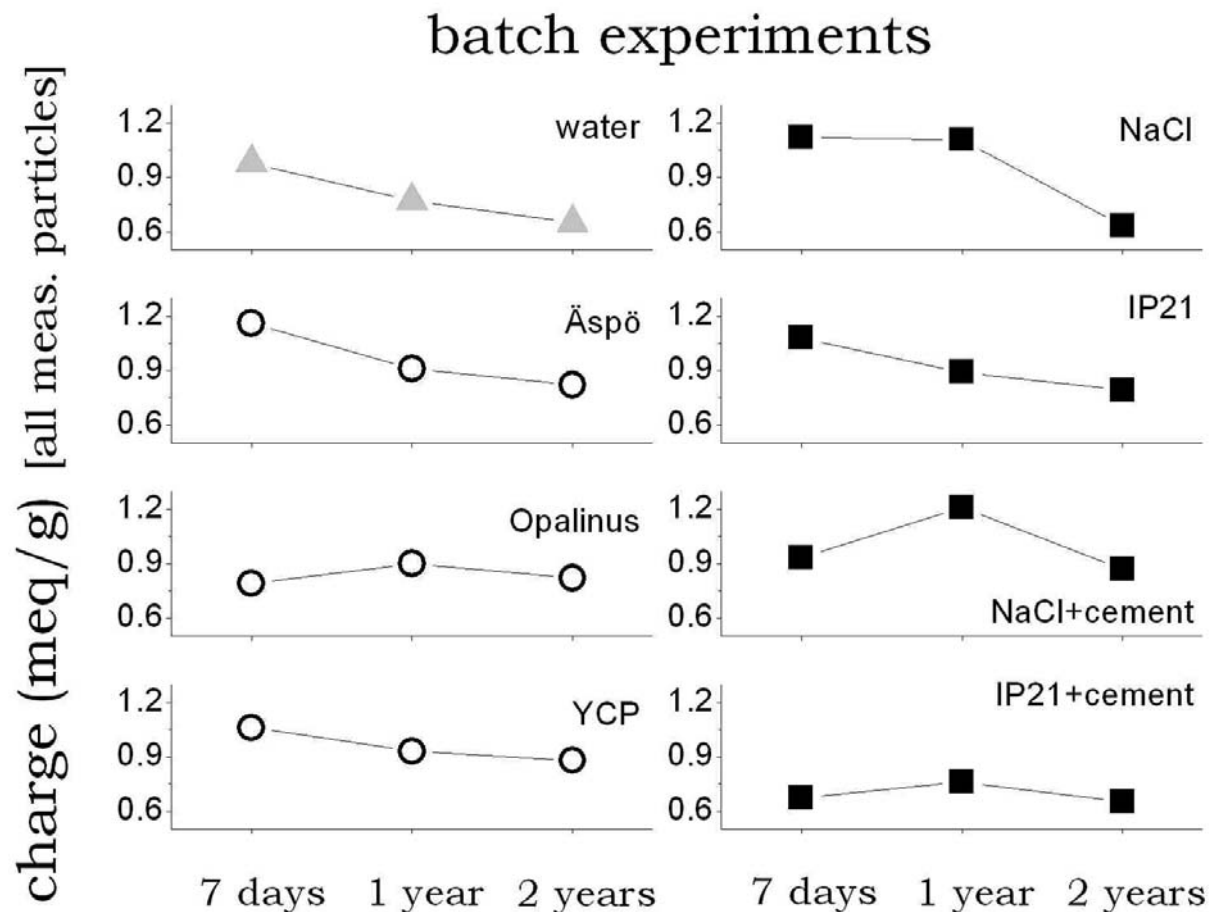 batch experiments
charge (meq/g) [all meas. particles]
1.2
0.9
0.6
water
1.2
0.9
0.6
NaCl
1.2
0.9
0.6
Äspö
1.2
0.9
0.6
IP21
1.2
0.9
0.6
Opalinus
1.2
0.9
0.6
NaCl+cement
1.2
0.9
0.6
YCP
1.2
0.9
0.6
IP21+cement
7 days 1 year 2 years
7 days 1 year 2 years